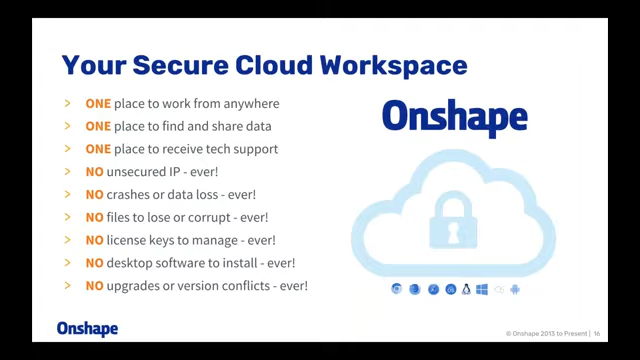 Your Secure Cloud Workspace
> ONE place to work from anywhere
> ONE place to find and share data
> ONE place to receive tech support
> NO unsecured IP - ever!
> NO crashes or data loss - ever!
> NO files to lose or corrupt - ever!
> NO license keys to manage - ever!
> NO desktop software to install - ever!
> NO upgrades or version conflicts - ever!
Onshape
Onshape
© Onshape 2013 to Present | 16